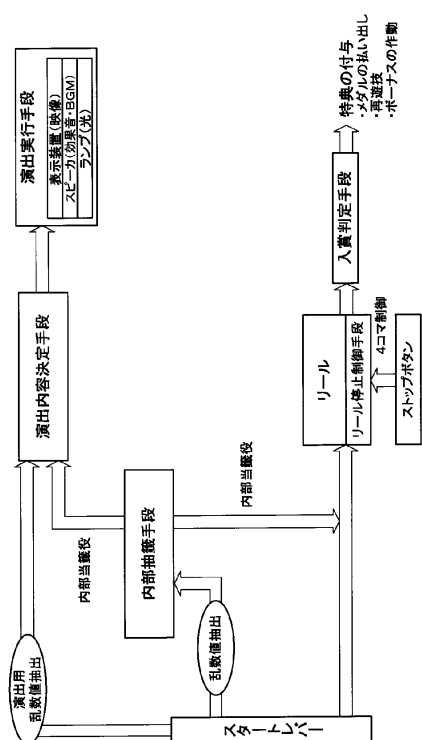 演出用
乱数値抽出
演出内容決定手段
演出実行手段
表示装置(映像)
スピーカ(効果音・BGM)
ランプ(光)
内部当籤役
内部抽籤手段
内部当籤役
乱数値抽出
スタートレバー
リール
リール停止制御手段
4コマ制御
ストップボタン
入賞判定手段
特典の付与
・メダルの払い出し
・再遊技
・ボーナスの作動